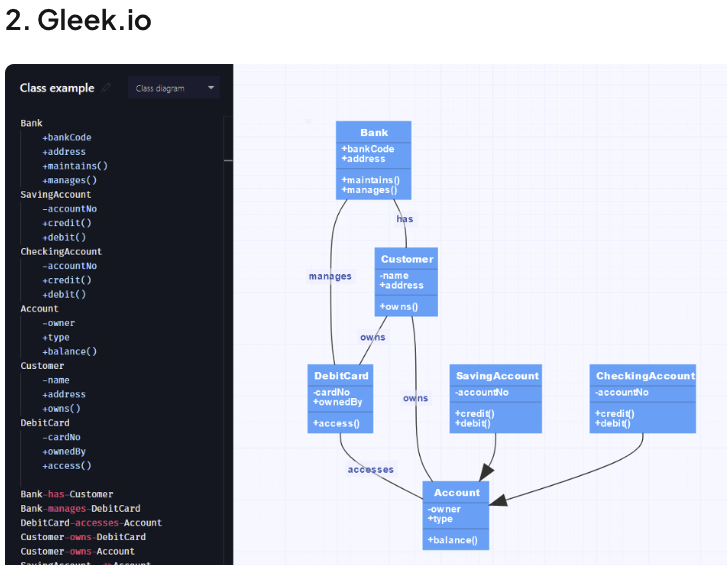 2. Gleek.io
Class example
Class diagram
Bank
+bankCode
+address
+maintains()
+manages()
SavingAccount
-accountNo
+credit()
+debit()
CheckingAccount
-accountNo
+credit()
+debit()
Account
-owner
+type
+balance()
Customer
-name
+address
+owns()
DebitCard
-cardNo
+ownedBy
+access()
Bank-has-Customer
Bank-manages-DebitCard
DebitCard-accesses-Account
Customer-owns-DebitCard
Customer-owns-Account
Bank
+bankCode
+address
+maintains()
+manages()
has
manages
Customer
-name
+address
+owns()
owns
DebitCard
-cardNo
+ownedBy
+access()
owns
SavingAccount
-accountNo
+credit()
+debit()
CheckingAccount
-accountNo
+credit()
+debit()
accesses
Account
-owner
+type
+balance()